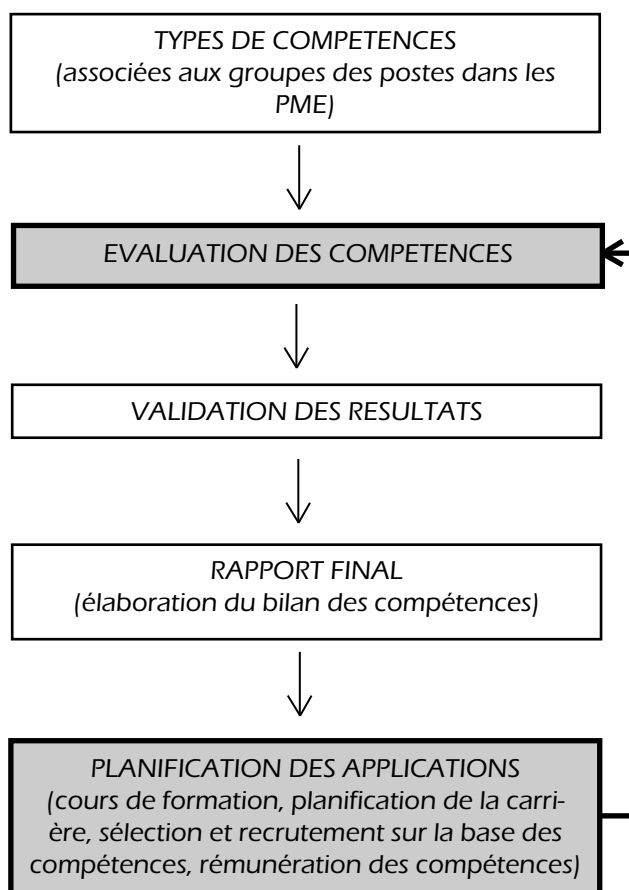 TYPES DE COMPETENCES
(associées aux groupes des postes dans les
PME)
EVALUATION DES COMPETENCES
VALIDATION DES RESULTATS
RAPPORT FINAL
(élaboration du bilan des compétences)
PLANIFICATION DES APPLICATIONS
(cours de formation, planification de la carri-
ère, sélection et recrutement sur la base des
compétences, rémunération des compétences)